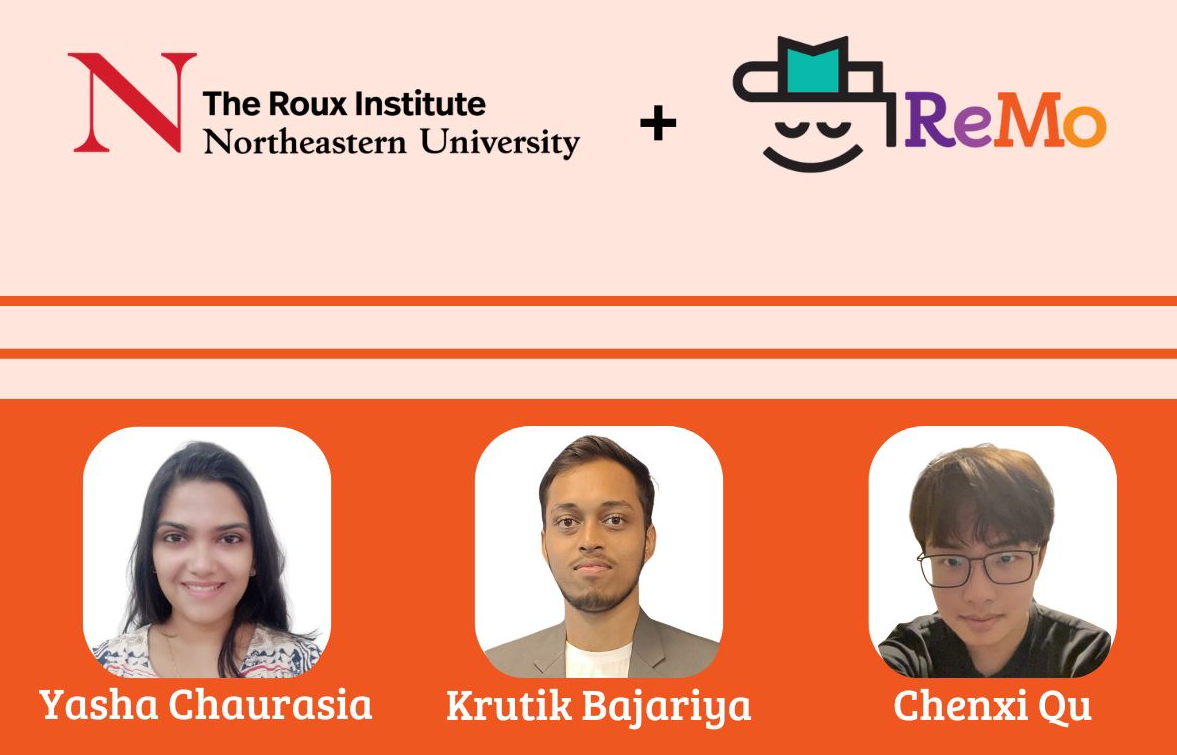 N
The Roux Institute
Northeastern University
+
ReMo
Yasha Chaurasia
Krutik Bajariya
Chenxi Qu